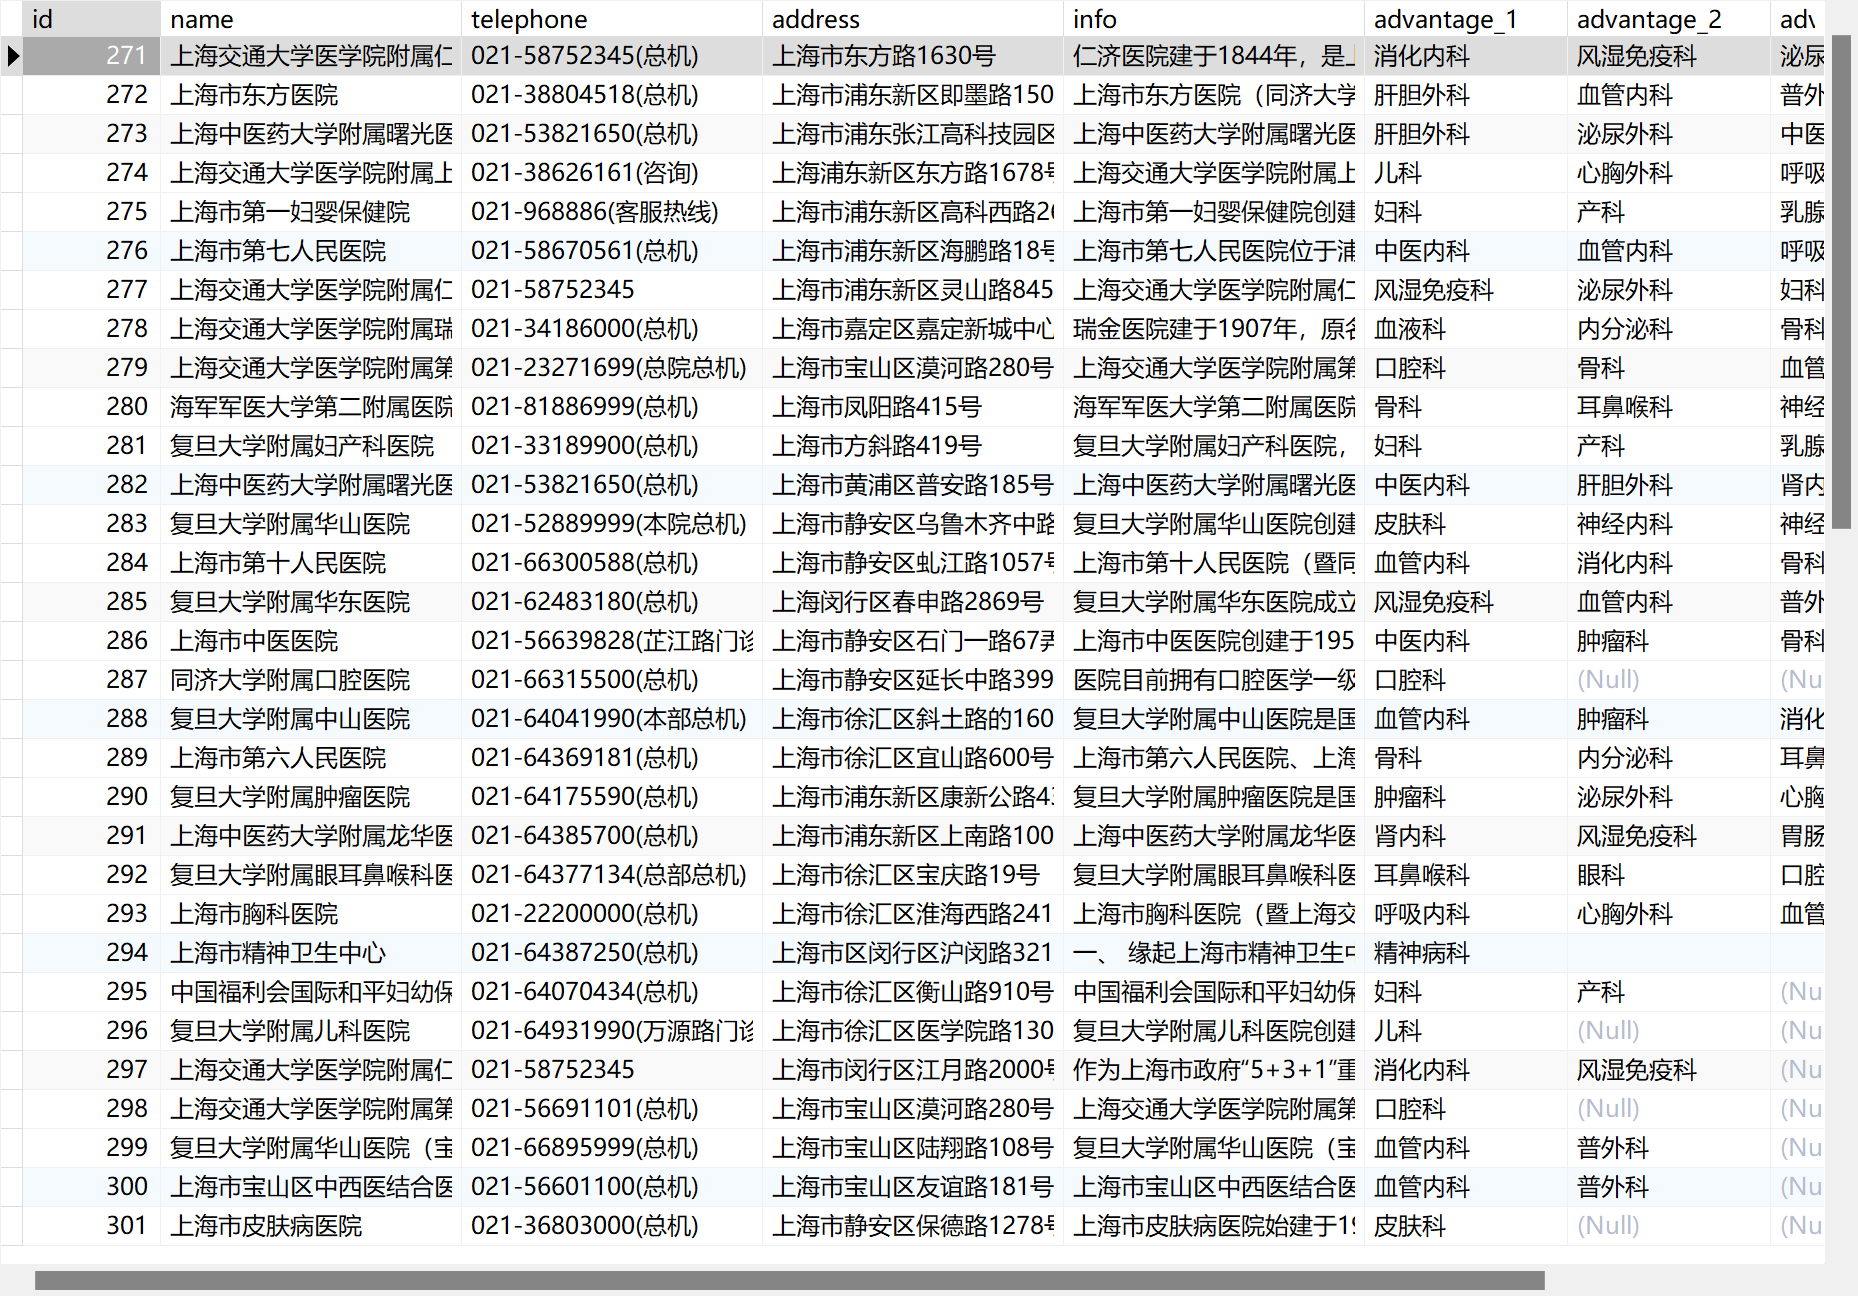 id name telephone address info advantage_1 advantage_2 adv
271 上海交通大学医学院附属仁 021-58752345(总机) 上海市东方路1630号 仁济医院建于1844年，是上 消化内科 风湿免疫科 泌尿
272 上海市东方医院 021-38804518(总机) 上海市浦东新区即墨路150 上海市东方医院（同济大学 肝胆外科 血管内科 普外
273 上海中医药大学附属曙光医 021-53821650(总机) 上海市浦东张江高科技园区 上海中医药大学附属曙光医 肝胆外科 泌尿外科 中医
274 上海交通大学医学院附属上 021-38626161(咨询) 上海浦东新区东方路1678号 上海交通大学医学院附属上 儿科 心胸外科 呼吸
275 上海市第一妇婴保健院 021-968886(客服热线) 上海市浦东新区高科西路26 上海市第一妇婴保健院创建 妇科 产科 乳腺
276 上海市第七人民医院 021-58670561(总机) 上海市浦东新区海鹏路18号 上海市第七人民医院位于浦 中医内科 血管内科 呼吸
277 上海交通大学医学院附属仁 021-58752345 上海市浦东新区灵山路845 上海交通大学医学院附属仁 风湿免疫科 泌尿外科 妇科
278 上海交通大学医学院附属瑞 021-34186000(总机) 上海市嘉定区嘉定新城中心 瑞金医院建于1907年，原名 血液科 内分泌科 骨科
279 上海交通大学医学院附属第 021-23271699(总院总机) 上海市宝山区漠河路280号 上海交通大学医学院附属第 口腔科 骨科 血管
280 海军军医大学第二附属医院 021-81886999(总机) 上海市凤阳路415号 海军军医大学第二附属医院 骨科 耳鼻喉科 神经
281 复旦大学附属妇产科医院 021-33189900(总机) 上海市方斜路419号 复旦大学附属妇产科医院， 妇科 产科 乳腺
282 上海中医药大学附属曙光医 021-53821650(总机) 上海市黄浦区普安路185号 上海中医药大学附属曙光医 中医内科 肝胆外科 肾内
283 复旦大学附属华山医院 021-52889999(本院总机) 上海市静安区乌鲁木齐中路 复旦大学附属华山医院创建 皮肤科 神经内科 神经
284 上海市第十人民医院 021-66300588(总机) 上海市静安区虬江路1057号 上海市第十人民医院（暨同 血管内科 消化内科 骨科
285 复旦大学附属华东医院 021-62483180(总机) 上海闵行区春申路2869号 复旦大学附属华东医院成立 风湿免疫科 血管内科 普外
286 上海市中医医院 021-56639828(芷江路门诊 上海市静安区石门一路67弄 上海市中医医院创建于195 中医内科 肿瘤科 骨科
287 同济大学附属口腔医院 021-66315500(总机) 上海市静安区延长中路399 医院目前拥有口腔医学一级 口腔科 (Null) (Nu
288 复旦大学附属中山医院 021-64041990(本部总机) 上海市徐汇区斜土路的160 复旦大学附属中山医院是国 血管内科 肿瘤科 消化
289 上海市第六人民医院 021-64369181(总机) 上海市徐汇区宜山路600号 上海市第六人民医院、上海 骨科 内分泌科 耳鼻
290 复旦大学附属肿瘤医院 021-64175590(总机) 上海市浦东新区康新公路43 复旦大学附属肿瘤医院是国 肿瘤科 泌尿外科 心胸
291 上海中医药大学附属龙华医 021-64385700(总机) 上海市浦东新区上南路100 上海中医药大学附属龙华医 肾内科 风湿免疫科 胃肠
292 复旦大学附属眼耳鼻喉科医 021-64377134(总部总机) 上海市徐汇区宝庆路19号 复旦大学附属眼耳鼻喉科医 耳鼻喉科 眼科 口腔
293 上海市胸科医院 021-22200000(总机) 上海市徐汇区淮海西路241 上海市胸科医院（暨上海交 呼吸内科 心胸外科 血管
294 上海市精神卫生中心 021-64387250(总机) 上海市区闵行区沪闵路321 一、 缘起上海市精神卫生中 精神病科
295 中国福利会国际和平妇幼保 021-64070434(总机) 上海市徐汇区衡山路910号 中国福利会国际和平妇幼保 妇科 产科 (Nu
296 复旦大学附属儿科医院 021-64931990(万源路门诊 上海市徐汇区医学院路130 复旦大学附属儿科医院创建 儿科 (Null) (Nu
297 上海交通大学医学院附属仁 021-58752345 上海市闵行区江月路2000号 作为上海市政府“5+3+1”重 消化内科 风湿免疫科 (Nu
298 上海交通大学医学院附属第 021-56691101(总机) 上海市宝山区漠河路280号 上海交通大学医学院附属第 口腔科 (Null) (Nu
299 复旦大学附属华山医院（宝 021-66895999(总机) 上海市宝山区陆翔路108号 复旦大学附属华山医院（宝 血管内科 普外科 (Nu
300 上海市宝山区中西医结合医 021-56601100(总机) 上海市宝山区友谊路181号 上海市宝山区中西医结合医 血管内科 普外科 (Nu
301 上海市皮肤病医院 021-36803000(总机) 上海市静安区保德路1278号 上海市皮肤病医院始建于19 皮肤科 (Null) (Nu